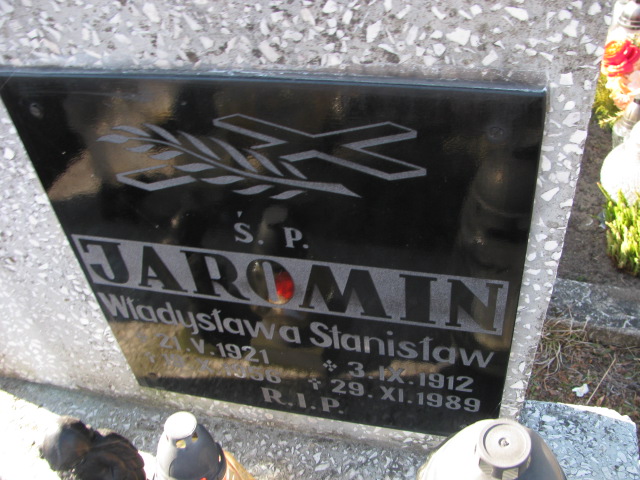 Ś. P.
JAROMIN
Władysława Stanisław
21.V.1921 3.IX.1912
29.XI.1989
R.I.P.